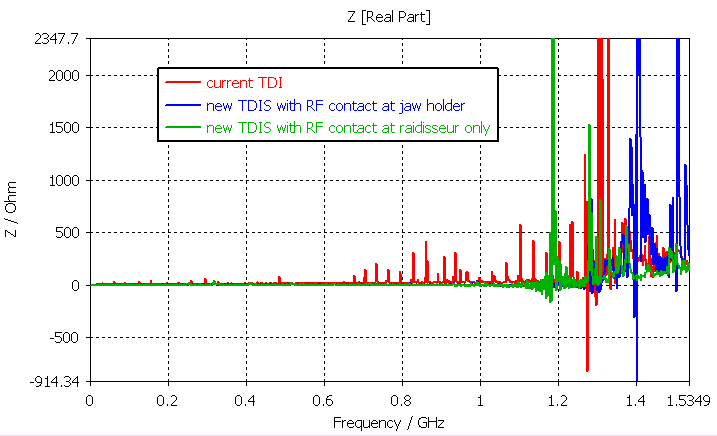 Z [Real Part]
2347.7
2000
1500
1000
500
0
-500
-914.34
Z / Ohm
current TDI
new TDIS with RF contact at jaw holder
new TDIS with RF contact at raidisseur only
0 0.2 0.4 0.6 0.8 1 1.2 1.4 1.5349
Frequency / GHz